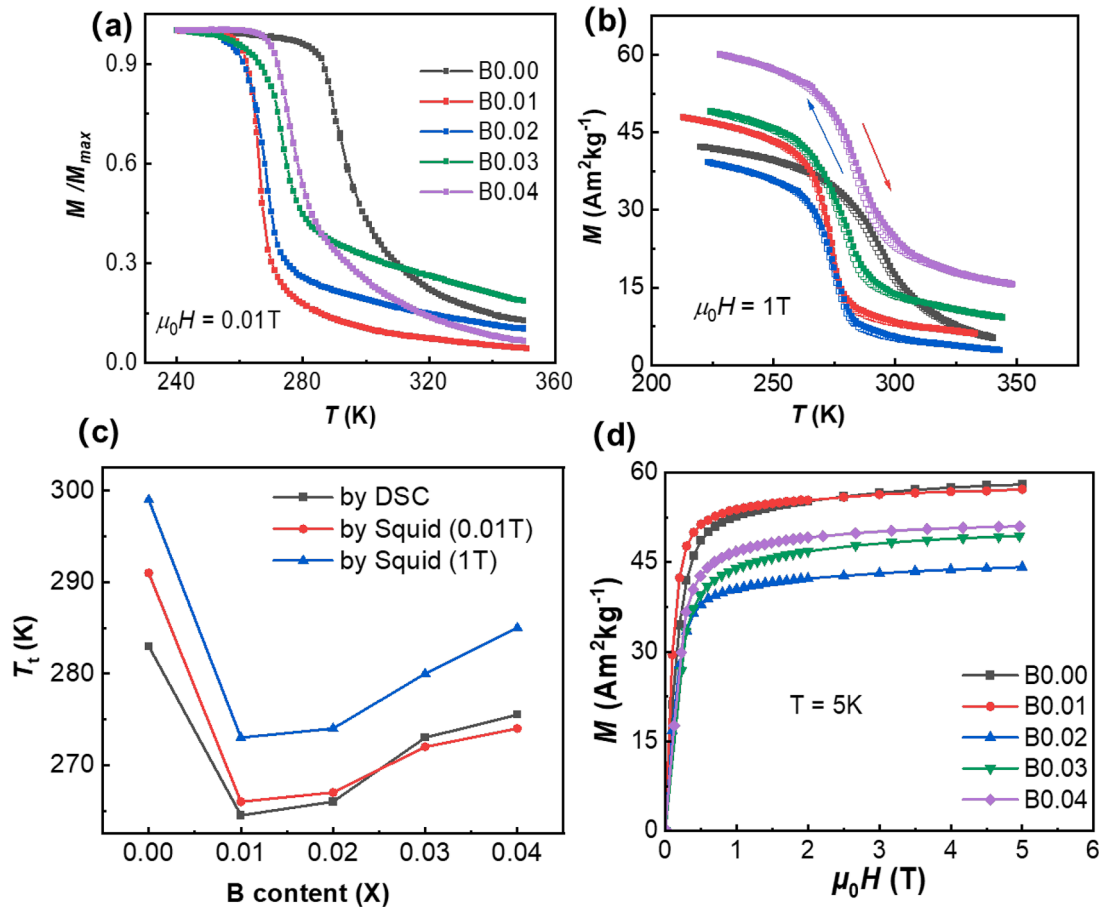 (a)
0.9
0.6
0.3
0.0
M /Mmax
B0.00
B0.01
B0.02
B0.03
B0.04
μ₀H = 0.01T
240 280 320 360
T (K)
(b)
60
45
30
15
0
M (Am²kg⁻¹)
μ₀H = 1T
200 250 300 350
T (K)
(c)
300
290
280
270
Tt (K)
by DSC
by Squid (0.01T)
by Squid (1T)
0.00 0.01 0.02 0.03 0.04
B content (X)
(d)
60
45
30
15
0
M (Am²kg⁻¹)
T = 5K
B0.00
B0.01
B0.02
B0.03
B0.04
0 1 2 3 4 5 6
μ₀H (T)